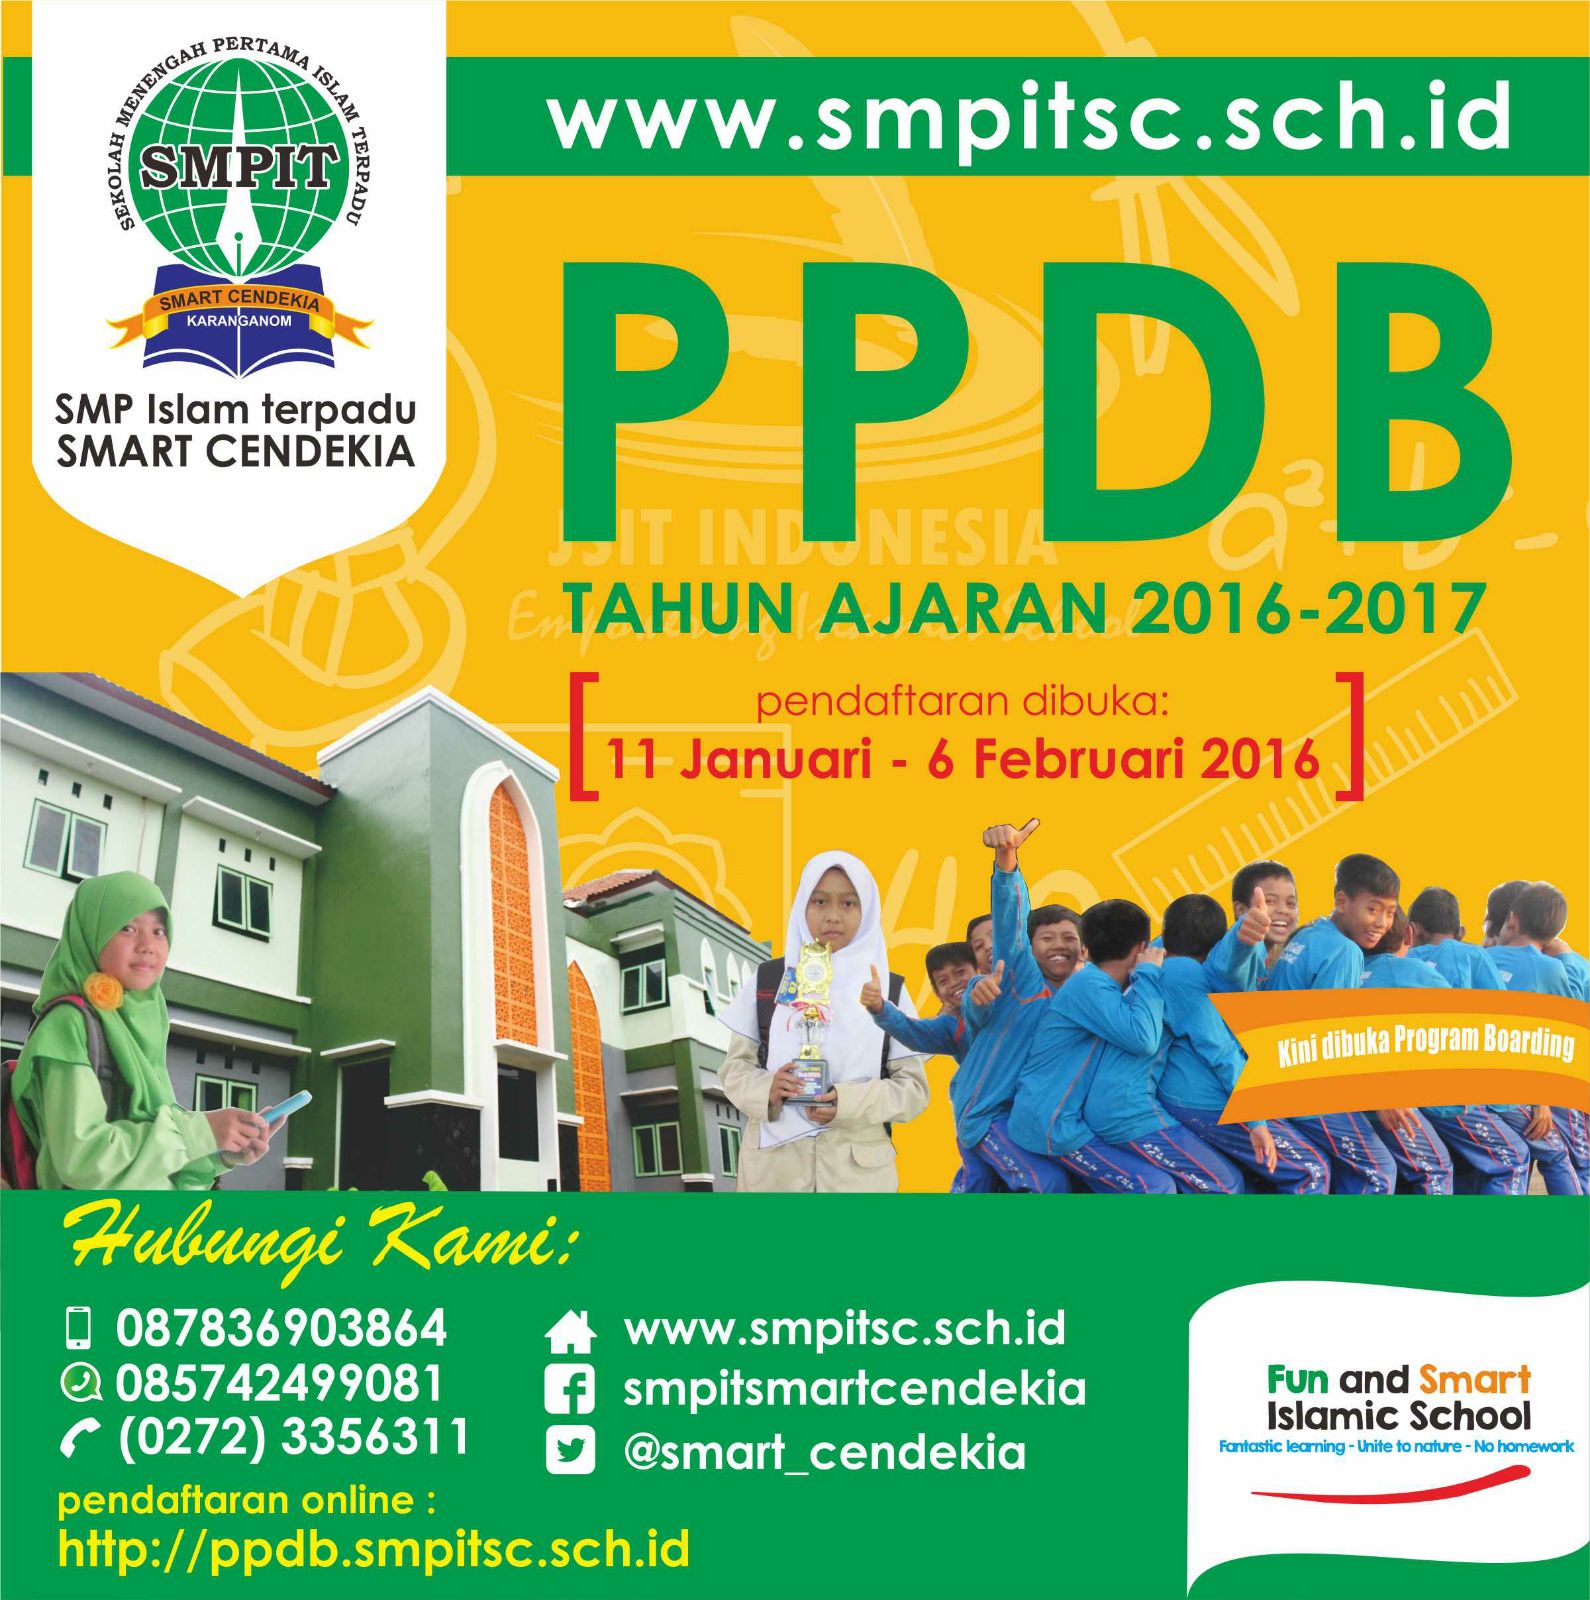 SEKOLAH MENENGAH PERTAMA ISLAM TERPADU
SMPIT
SMART CENDEKIA
KARANGANOM
SMP Islam terpadu
SMART CENDEKIA
www.smpitsc.sch.id
PPDB
JSIT INDONESIA
TAHUN AJARAN 2016-2017
Empowering Islamic School
pendaftaran dibuka:
[ 11 Januari - 6 Februari 2016 ]
Kini dibuka Program Boarding
Hubungi Kami:
087836903864
085742499081
(0272) 3356311
www.smpitsc.sch.id
smpitsmartcendekia
@smart_cendekia
pendaftaran online :
http://ppdb.smpitsc.sch.id
Fun and Smart
Islamic School
Fantastic learning - Unite to nature - No homework